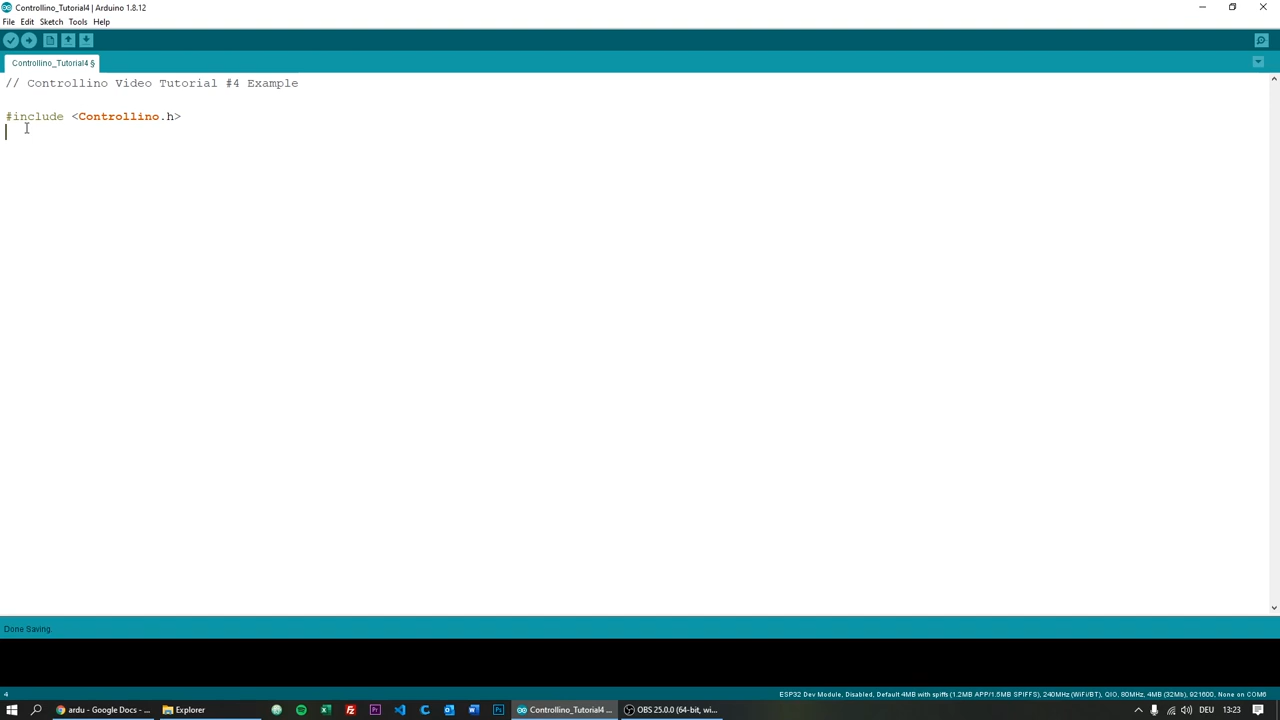 Controllino_Tutorial4 | Arduino 1.8.12
File Edit Sketch Tools Help
Controllino_Tutorial4 §
// Controllino Video Tutorial #4 Example
#include <Controllino.h>
Done Saving.
4
ESP32 Dev Module, Disabled, Default 4MB with spiffs (1.2MB APP/1.5MB SPIFFS), 240MHz (WiFi/BT), QIO, 80MHz, 4MB (32Mb), 921600, None on COM6
ardu - Google Docs - ...
Explorer
Controllino_Tutorial4 ...
OBS 25.0.0 (64-bit, wi...
DEU
13:23